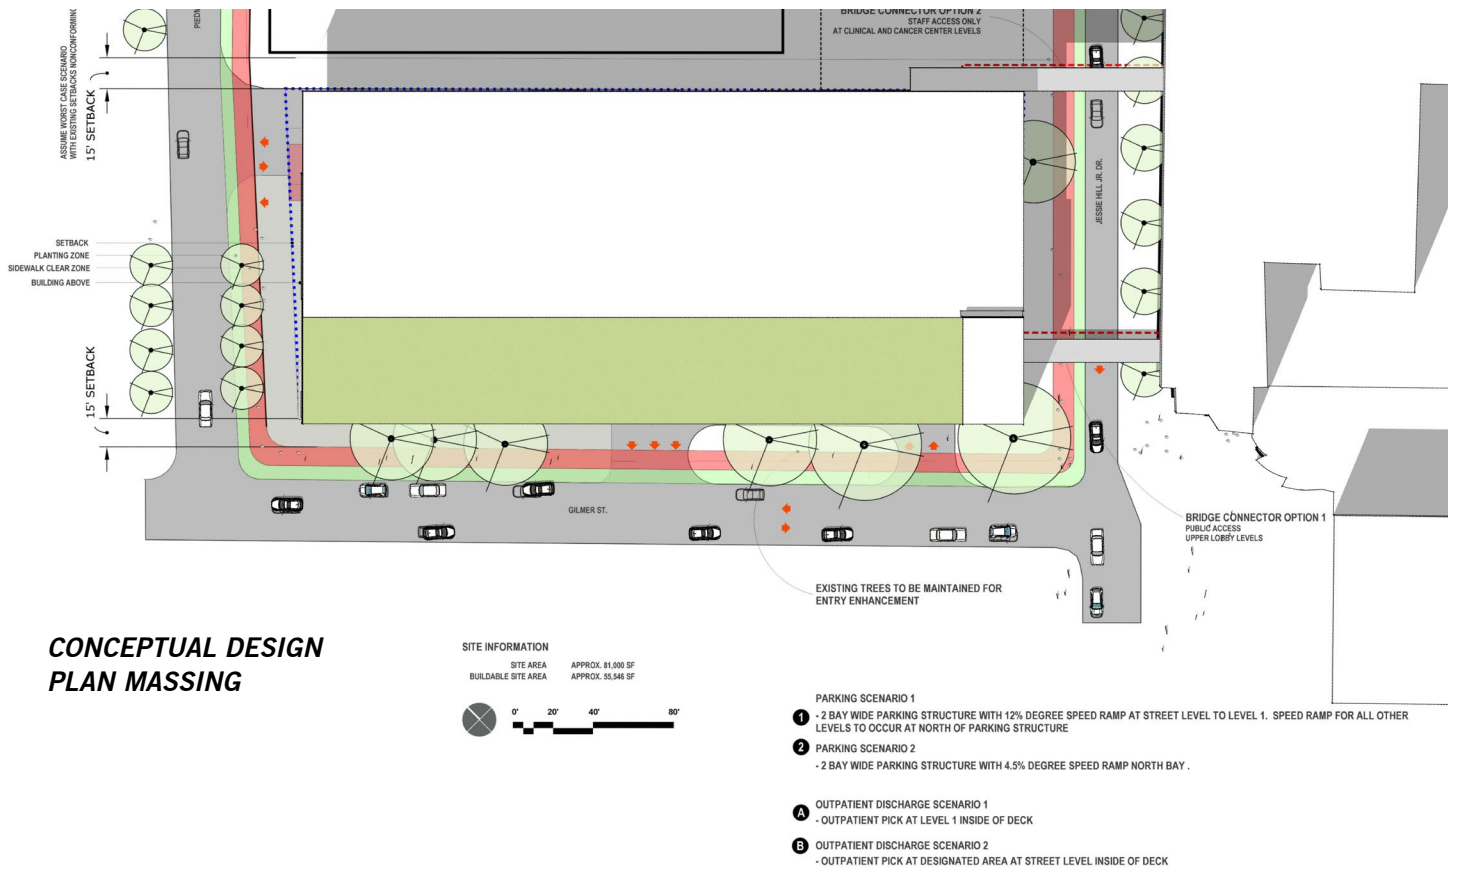 BRIDGE CONNECTOR OPTION 2
STAFF ACCESS ONLY
AT CLINICAL AND CANCER CENTER LEVELS
ASSUME WORST CASE SCENARIO
WITH EXISTING SETBACKS NONCONFORMING
15' SETBACK
JESSIE HILL JR. DR.
SETBACK
PLANTING ZONE
SIDEWALK CLEAR ZONE
BUILDING ABOVE
15' SETBACK
GILMER ST.
BRIDGE CONNECTOR OPTION 1
PUBLIC ACCESS
UPPER LOBBY LEVELS
EXISTING TREES TO BE MAINTAINED FOR
ENTRY ENHANCEMENT
CONCEPTUAL DESIGN
PLAN MASSING
SITE INFORMATION
SITE AREA APPROX. 81,000 SF
BUILDABLE SITE AREA APPROX. 55,546 SF
0' 20' 40' 80'
PARKING SCENARIO 1
1 - 2 BAY WIDE PARKING STRUCTURE WITH 12% DEGREE SPEED RAMP AT STREET LEVEL TO LEVEL 1. SPEED RAMP FOR ALL OTHER
LEVELS TO OCCUR AT NORTH OF PARKING STRUCTURE
2 PARKING SCENARIO 2
- 2 BAY WIDE PARKING STRUCTURE WITH 4.5% DEGREE SPEED RAMP NORTH BAY .
A OUTPATIENT DISCHARGE SCENARIO 1
- OUTPATIENT PICK AT LEVEL 1 INSIDE OF DECK
B OUTPATIENT DISCHARGE SCENARIO 2
- OUTPATIENT PICK AT DESIGNATED AREA AT STREET LEVEL INSIDE OF DECK